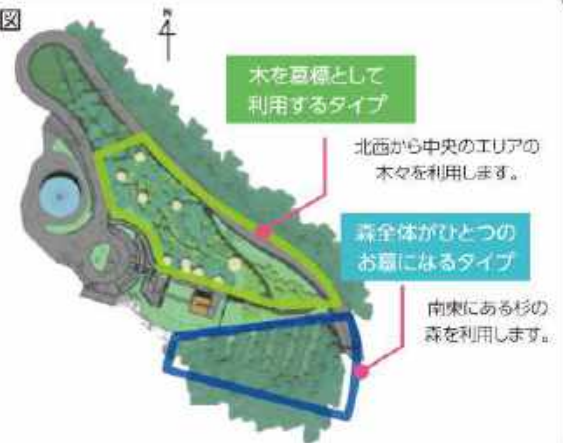 図
N
木を墓標として
利用するタイプ
北西から中央のエリアの
木々を利用します。
森全体がひとつの
お墓になるタイプ
南東にある杉の
森を利用します。